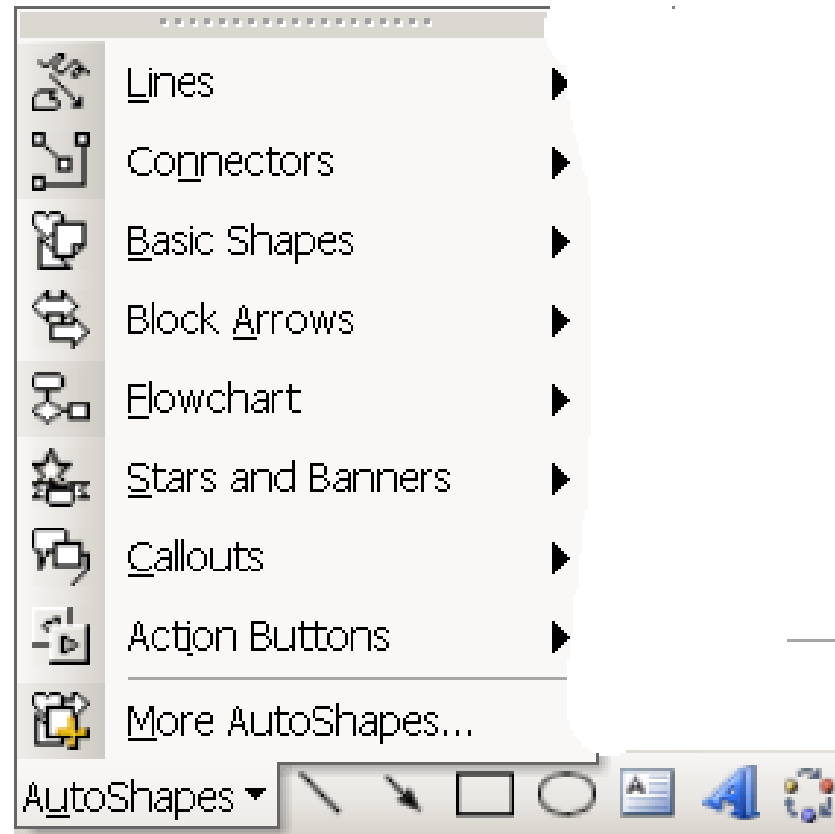 Lines
Connectors
Basic Shapes
Block Arrows
Flowchart
Stars and Banners
Callouts
Action Buttons
More AutoShapes...
AutoShapes
A
A